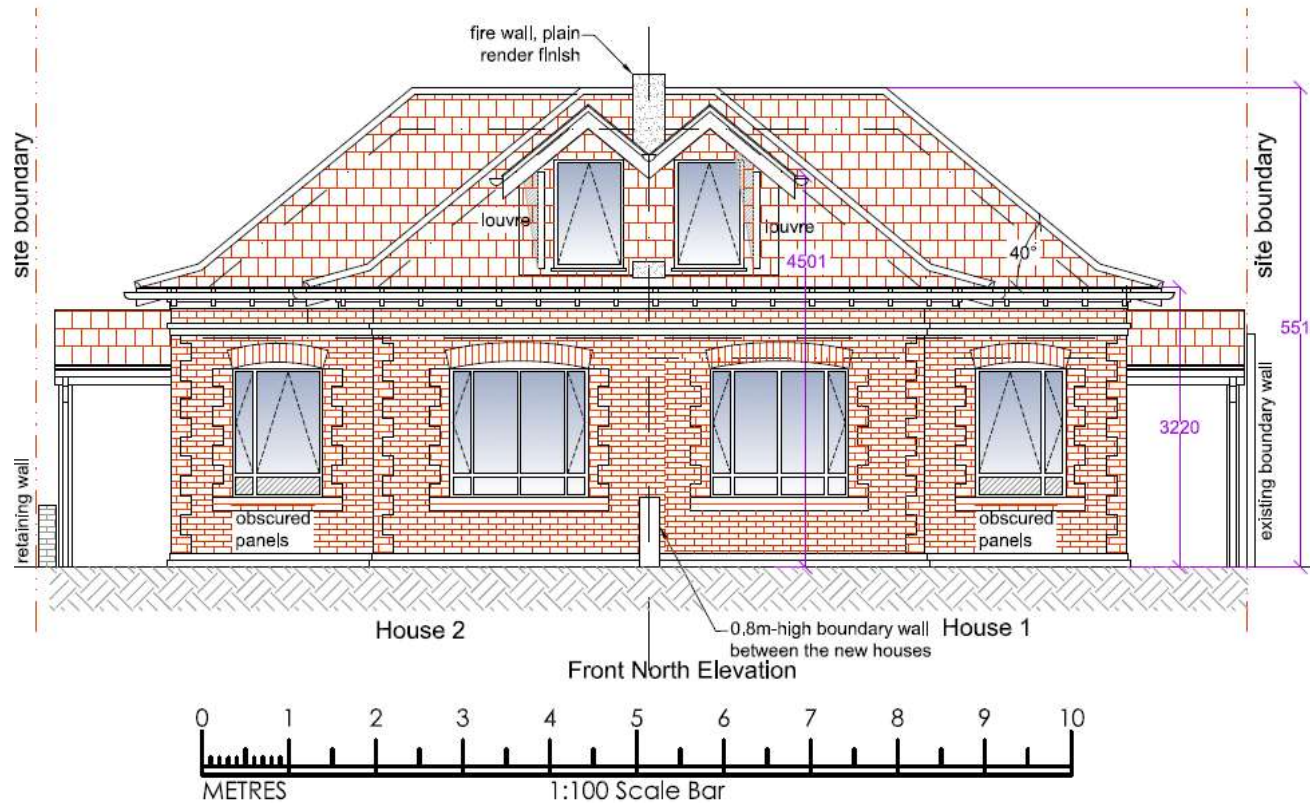 fire wall, plain
render finish
site boundary
site boundary
louvre
louvre
4501
40°
551
3220
retaining wall
existing boundary wall
obscured
panels
obscured
panels
House 2
0,8m-high boundary wall
between the new houses
House 1
Front North Elevation
0 1 2 3 4 5 6 7 8 9 10
METRES
1:100 Scale Bar